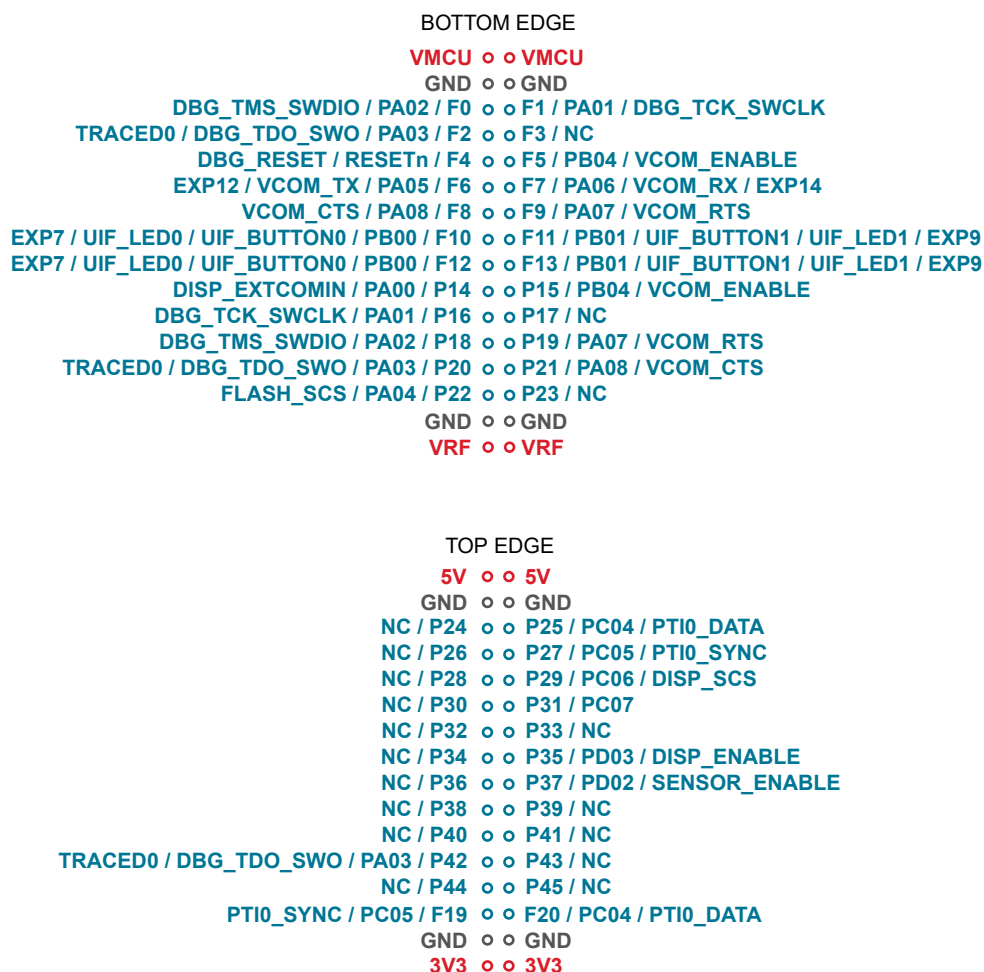 BOTTOM EDGE
VMCU VMCU
GND GND
DBG_TMS_SWDIO / PA02 / F0 F1 / PA01 / DBG_TCK_SWCLK
TRACED0 / DBG_TDO_SWO / PA03 / F2 F3 / NC
DBG_RESET / RESETn / F4 F5 / PB04 / VCOM_ENABLE
EXP12 / VCOM_TX / PA05 / F6 F7 / PA06 / VCOM_RX / EXP14
VCOM_CTS / PA08 / F8 F9 / PA07 / VCOM_RTS
EXP7 / UIF_LED0 / UIF_BUTTON0 / PB00 / F10 F11 / PB01 / UIF_BUTTON1 / UIF_LED1 / EXP9
EXP7 / UIF_LED0 / UIF_BUTTON0 / PB00 / F12 F13 / PB01 / UIF_BUTTON1 / UIF_LED1 / EXP9
DISP_EXTCOMIN / PA00 / P14 P15 / PB04 / VCOM_ENABLE
DBG_TCK_SWCLK / PA01 / P16 P17 / NC
DBG_TMS_SWDIO / PA02 / P18 P19 / PA07 / VCOM_RTS
TRACED0 / DBG_TDO_SWO / PA03 / P20 P21 / PA08 / VCOM_CTS
FLASH_SCS / PA04 / P22 P23 / NC
GND GND
VRF VRF
TOP EDGE
5V 5V
GND GND
NC / P24 P25 / PC04 / PTI0_DATA
NC / P26 P27 / PC05 / PTI0_SYNC
NC / P28 P29 / PC06 / DISP_SCS
NC / P30 P31 / PC07
NC / P32 P33 / NC
NC / P34 P35 / PD03 / DISP_ENABLE
NC / P36 P37 / PD02 / SENSOR_ENABLE
NC / P38 P39 / NC
NC / P40 P41 / NC
TRACED0 / DBG_TDO_SWO / PA03 / P42 P43 / NC
NC / P44 P45 / NC
PTI0_SYNC / PC05 / F19 F20 / PC04 / PTI0_DATA
GND GND
3V3 3V3